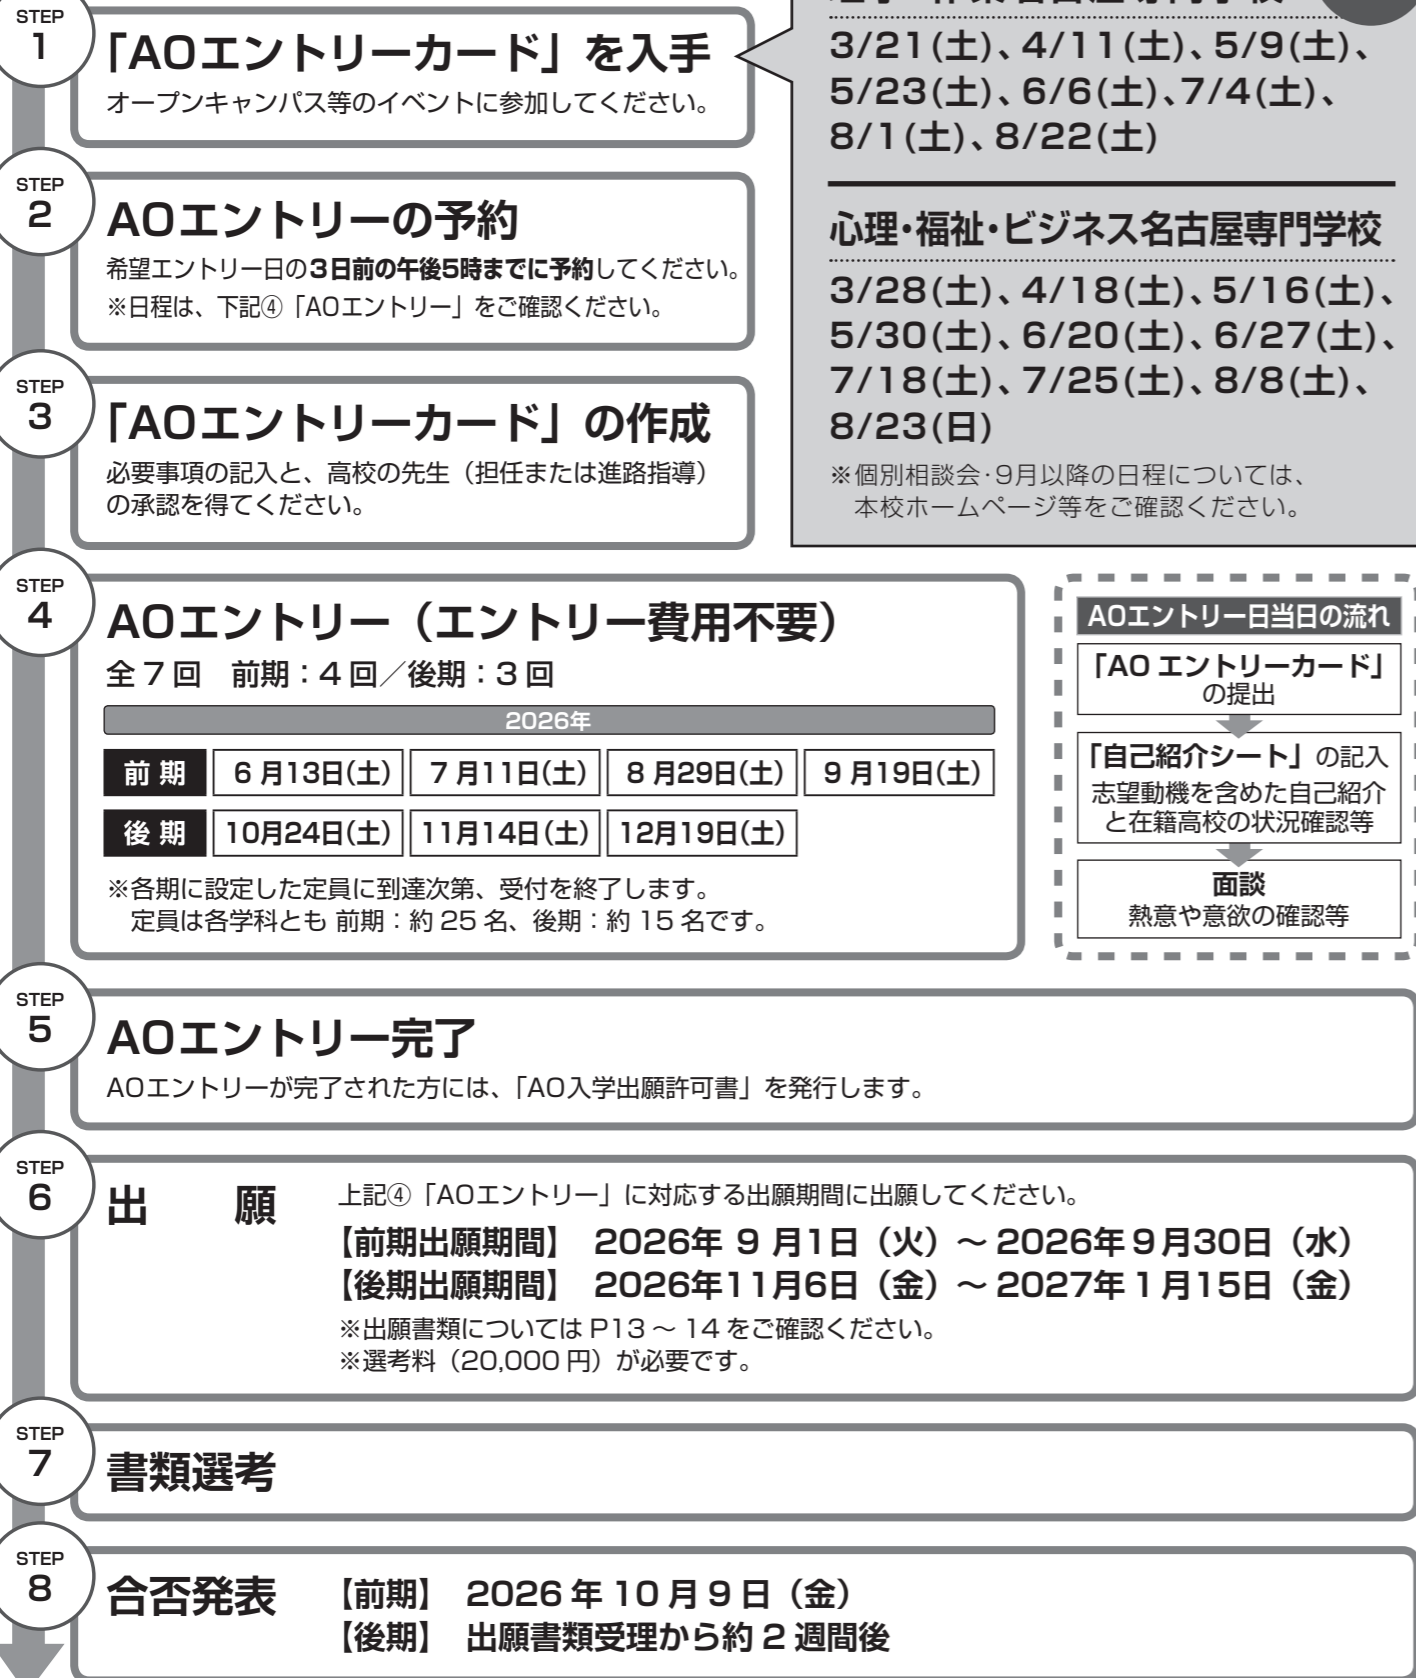 STEP
1
「AOエントリーカード」を入手
オープンキャンパス等のイベントに参加してください。
3/21(土)、4/11(土)、5/9(土)、
5/23(土)、6/6(土)、7/4(土)、
8/1(土)、8/22(土)
心理・福祉・ビジネス名古屋専門学校
3/28(土)、4/18(土)、5/16(土)、
5/30(土)、6/20(土)、6/27(土)、
7/18(土)、7/25(土)、8/8(土)、
8/23(日)
※個別相談会・9月以降の日程については、
本校ホームページ等をご確認ください。
STEP
2
AOエントリーの予約
希望エントリー日の3日前の午後5時までに予約してください。
※日程は、下記④「AOエントリー」をご確認ください。
STEP
3
「AOエントリーカード」の作成
必要事項の記入と、高校の先生（担任または進路指導）
の承認を得てください。
STEP
4
AOエントリー（エントリー費用不要）
全7回　前期：4回／後期：3回
2026年
前期 6月13日(土) 7月11日(土) 8月29日(土) 9月19日(土)
後期 10月24日(土) 11月14日(土) 12月19日(土)
※各期に設定した定員に到達次第、受付を終了します。
定員は各学科とも 前期：約25名、後期：約15名です。
AOエントリー日当日の流れ
「AOエントリーカード」
の提出
「自己紹介シート」の記入
志望動機を含めた自己紹介
と在籍高校の状況確認等
面談
熱意や意欲の確認等
STEP
5
AOエントリー完了
AOエントリーが完了された方には、「AO入学出願許可書」を発行します。
STEP
6
出　願
上記④「AOエントリー」に対応する出願期間に出願してください。
【前期出願期間】 2026年9月1日（火）～2026年9月30日（水）
【後期出願期間】 2026年11月6日（金）～2027年1月15日（金）
※出願書類については P13～14をご確認ください。
※選考料（20,000円）が必要です。
STEP
7
書類選考
STEP
8
合否発表
【前期】 2026年10月9日（金）
【後期】 出願書類受理から約2週間後